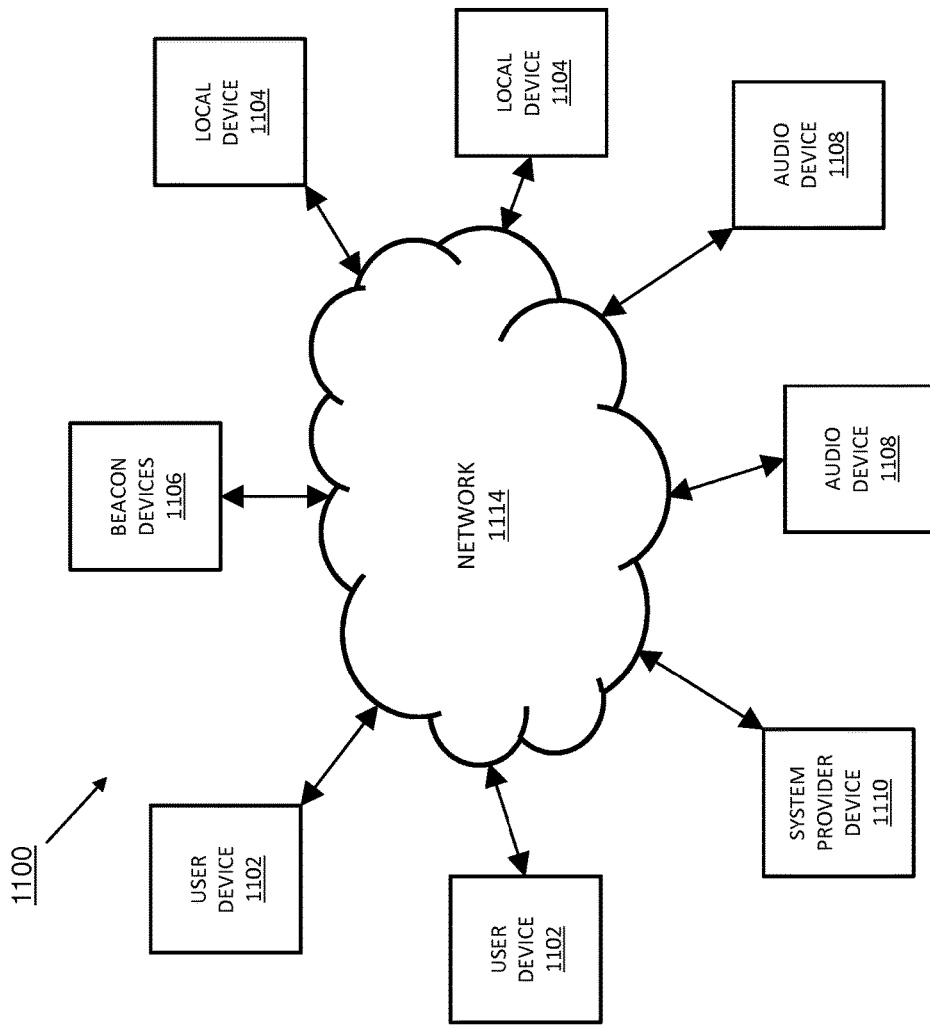 1100
USER
DEVICE
1102
BEACON
DEVICES
1106
LOCAL
DEVICE
1104
USER
DEVICE
1102
NETWORK
1114
LOCAL
DEVICE
1104
SYSTEM
PROVIDER
DEVICE
1110
AUDIO
DEVICE
1108
AUDIO
DEVICE
1108